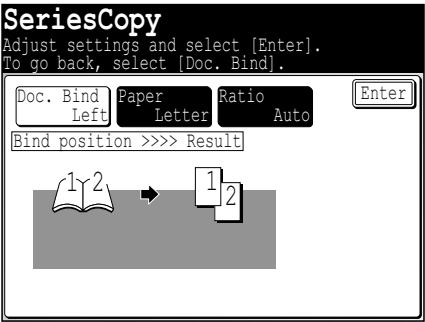 SeriesCopy
Adjust settings and select [Enter].
To go back, select [Doc. Bind].
Doc. Bind Paper Ratio Enter
Left Letter Auto
Bind position >>>> Result
1 2 1
2